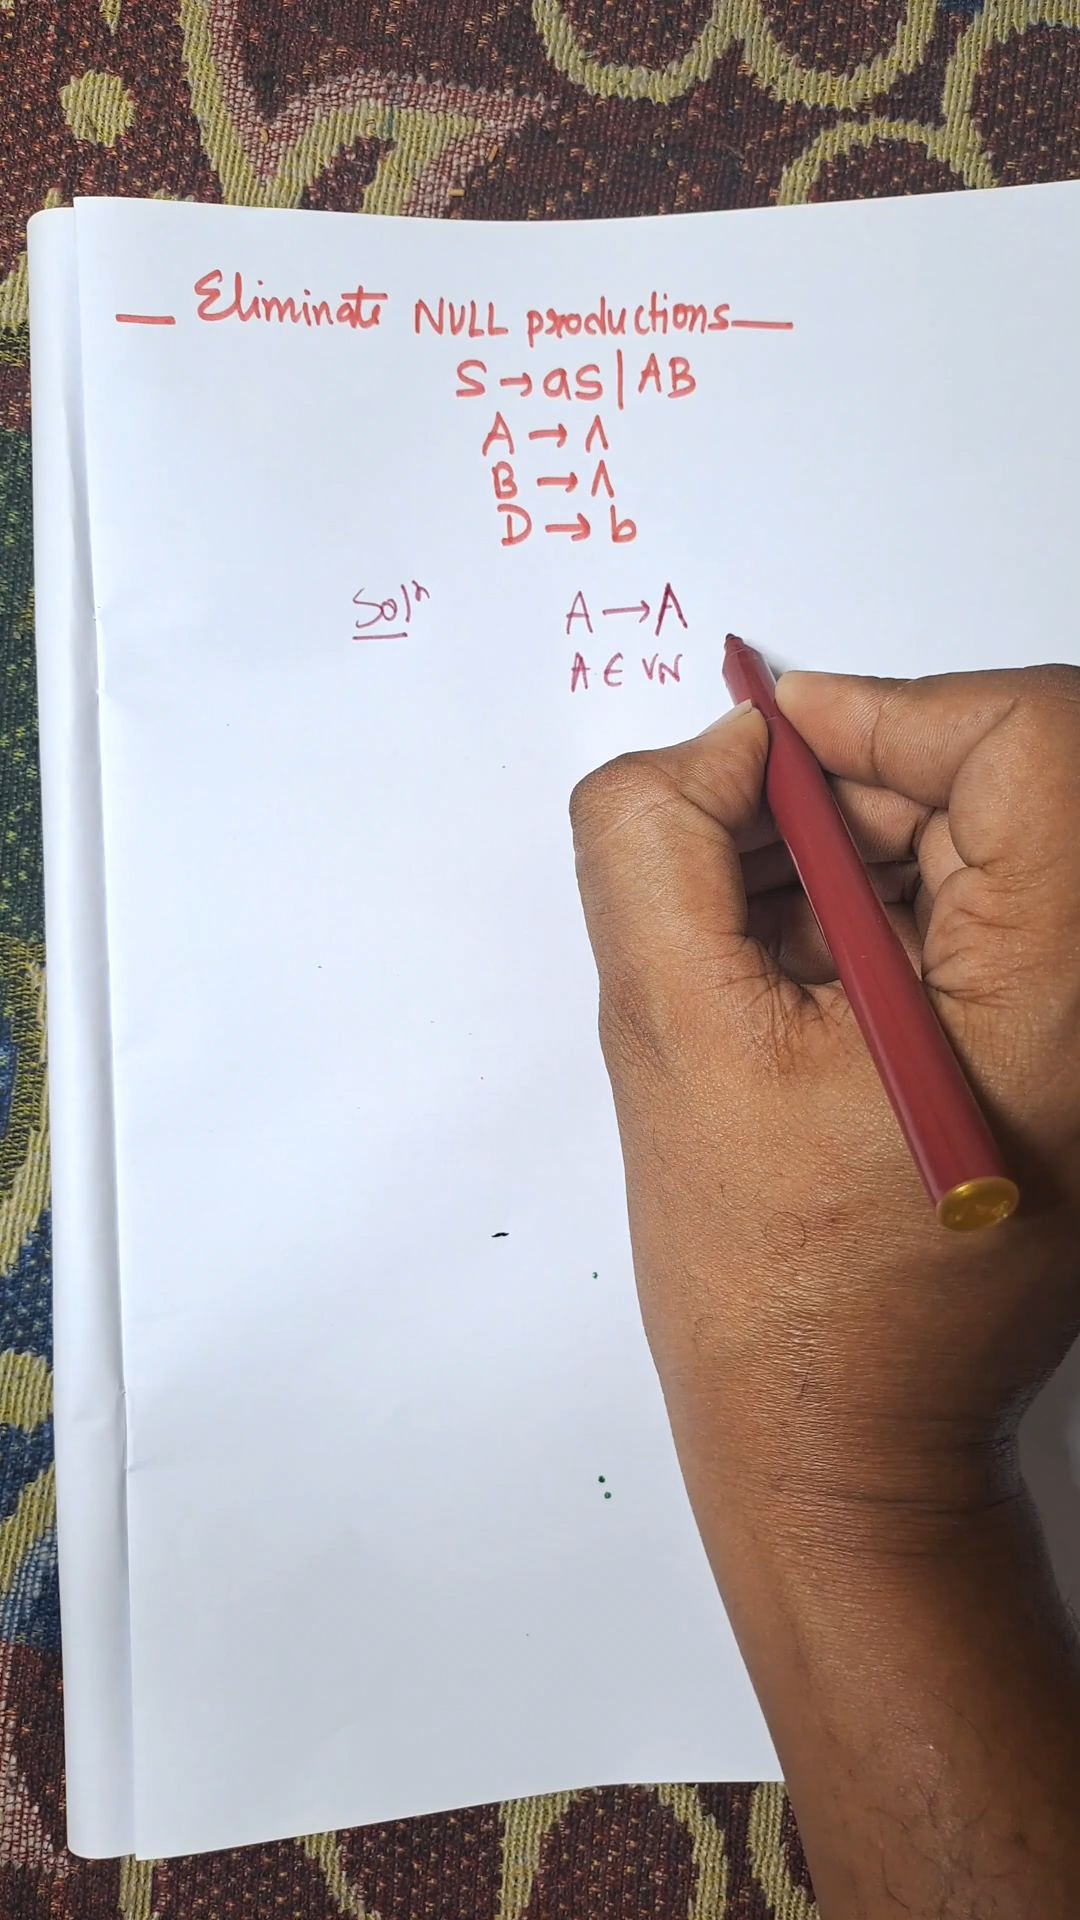 Eliminate NULL productions
S → aS | AB
A → Λ
B → Λ
D → b
Solⁿ
A → Λ
A ∈ VN